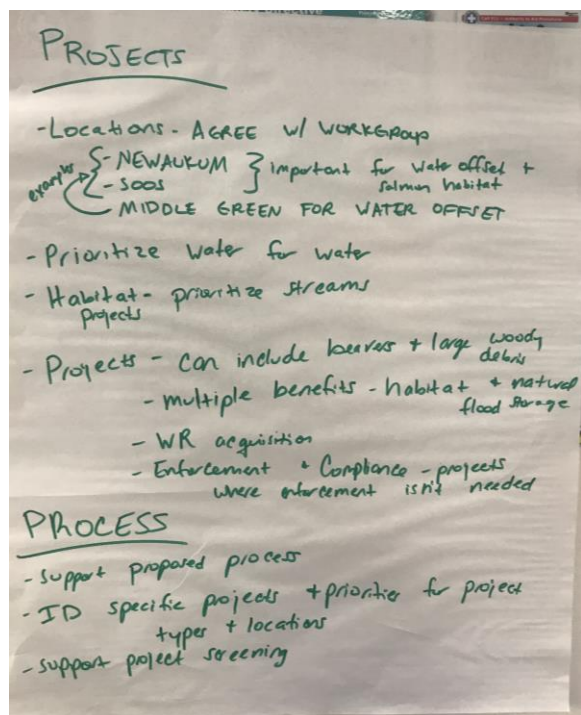 PROJECTS
- Locations - AGREE W/ WORKGROUP
examples
- NEWAUKUM } important for water offset +
salmon habitat
- SOOS
MIDDLE GREEN FOR WATER OFFSET
- Prioritize water for water
- Habitat - prioritize streams
projects
- Projects - can include beavers + large woody
debris
- multiple benefits - habitat + natural
flood storage
- WR acquisition
- Enforcement + Compliance - projects
where enforcement isn't needed
PROCESS
- support proposed process
- ID specific projects + priorities for project
types + locations
- support project screening